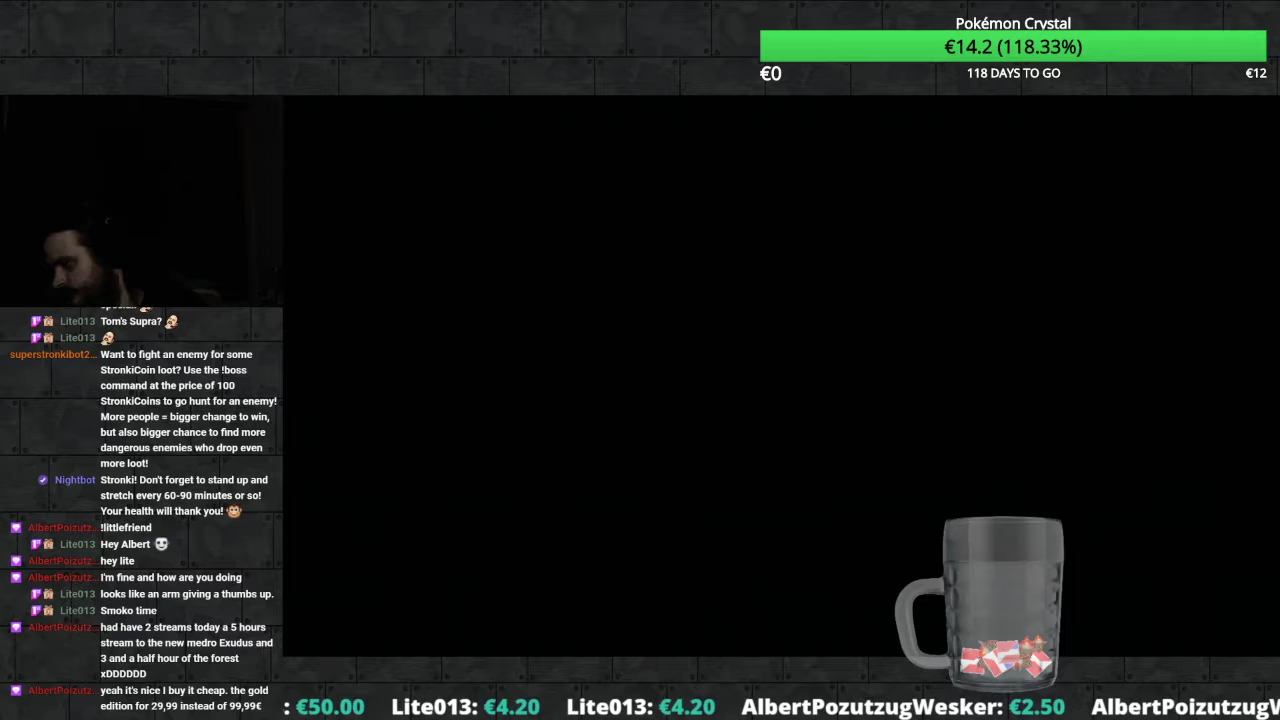 Pokémon Crystal
€14.2 (118.33%)
€0 118 DAYS TO GO €12
Lite013 Tom's Supra?
Lite013
superstronkibot2... Want to fight an enemy for some
StronkiCoin loot? Use the !boss
command at the price of 100
StronkiCoins to go hunt for an enemy!
More people = bigger change to win,
but also bigger chance to find more
dangerous enemies who drop even
more loot!
Nightbot Stronki! Don't forget to stand up and
stretch every 60-90 minutes or so!
Your health will thank you!
AlbertPoizutz... !littlefriend
Lite013 Hey Albert
AlbertPoizutz... hey lite
AlbertPoizutz... I'm fine and how are you doing
Lite013 looks like an arm giving a thumbs up.
Lite013 Smoko time
AlbertPoizutz... had have 2 streams today a 5 hours
stream to the new medro Exudus and
3 and a half hour of the forest
xDDDDDD
AlbertPoizutz... yeah it's nice I buy it cheap. the gold
edition for 29,99 instead of 99,99€
: €50.00 Lite013: €4.20 Lite013: €4.20 AlbertPoizutzugWesker: €2.50 AlbertPoizutzugW